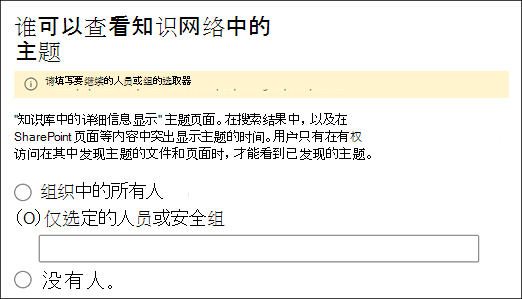 谁可以查看知识网络中的
主题
请填写要继续的人员或组的选取器
"知识库中的详细信息显示" 主题页面。在搜索结果中，以及在
SharePoint 页面等内容中突出显示主题的时间。用户只有在有权
访问在其中发现主题的文件和页面时，才能看到已发现的主题。
组织中的所有人
(O) 仅选定的人员或安全组
没有人。